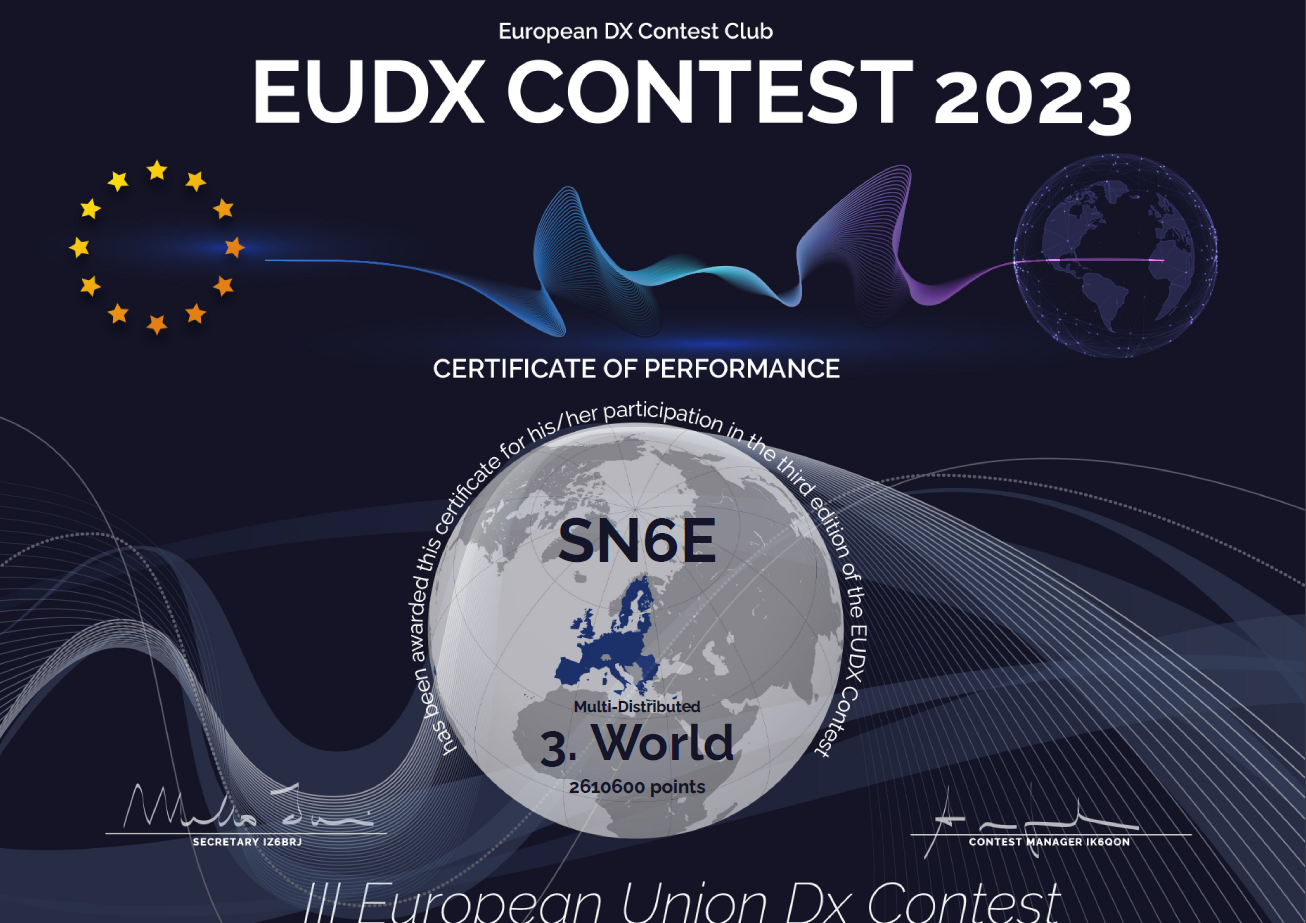 European DX Contest Club
EUDX CONTEST 2023
CERTIFICATE OF PERFORMANCE
has been awarded this certificate for his/her participation in the third edition of the EUDX Contest
SN6E
Multi-Distributed
3. World
2610600 points
SECRETARY IZ6BRJ
CONTEST MANAGER IK6QON
III European Union Dx Contest